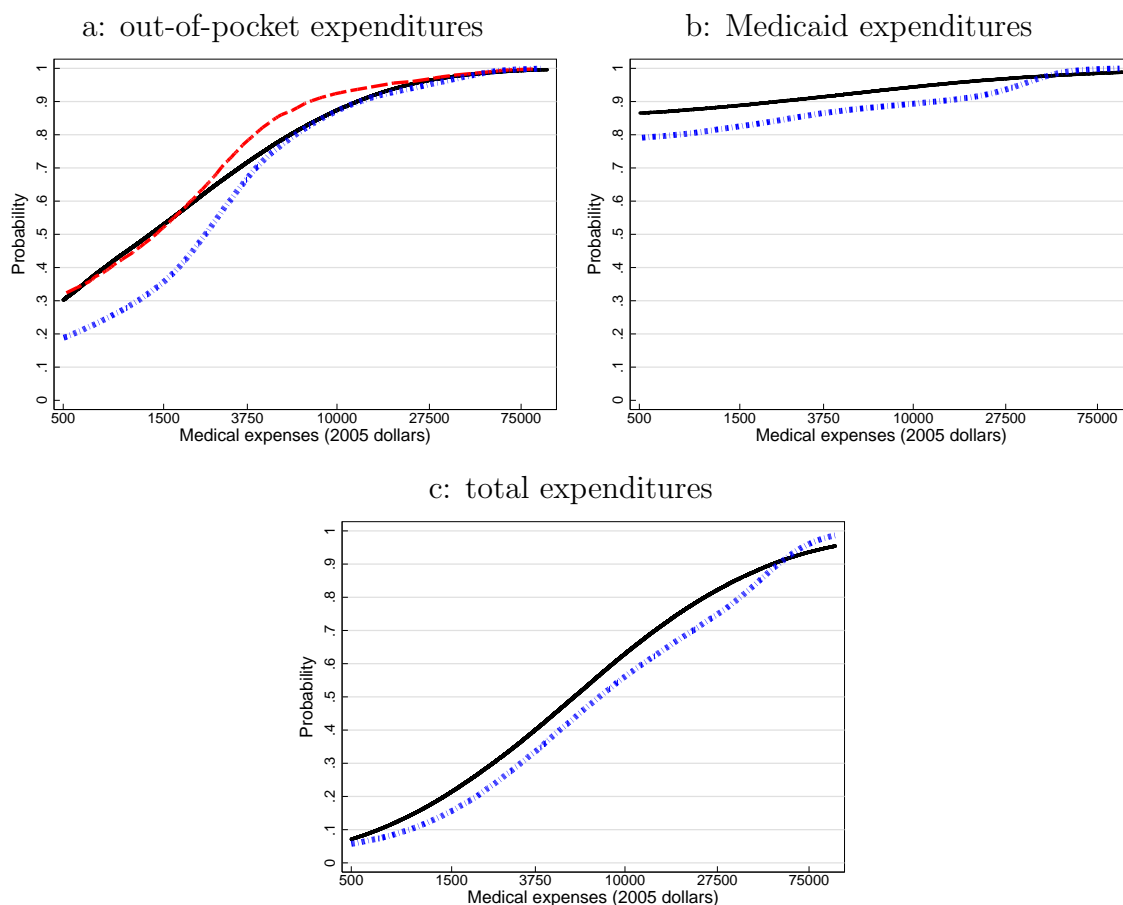 a: out-of-pocket expenditures
Probability
0 .1 .2 .3 .4 .5 .6 .7 .8 .9 1
500 1500 3750 10000 27500 75000
Medical expenses (2005 dollars)
b: Medicaid expenditures
Probability
0 .1 .2 .3 .4 .5 .6 .7 .8 .9 1
500 1500 3750 10000 27500 75000
Medical expenses (2005 dollars)
c: total expenditures
Probability
0 .1 .2 .3 .4 .5 .6 .7 .8 .9 1
500 1500 3750 10000 27500 75000
Medical expenses (2005 dollars)